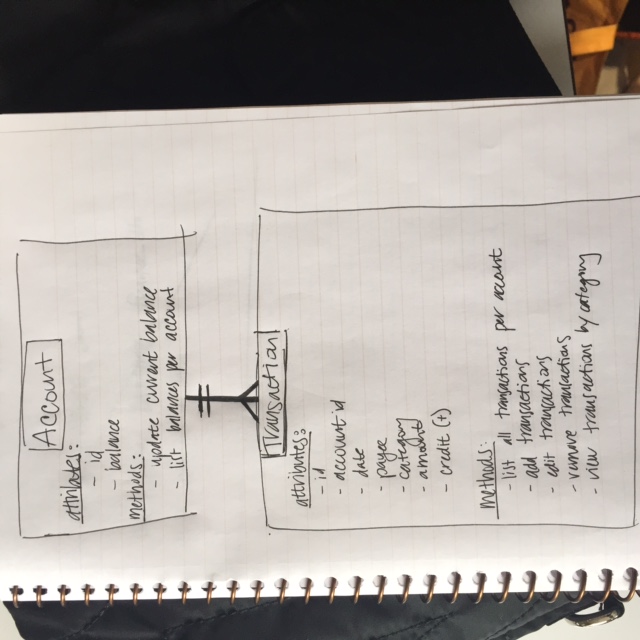 Account
attributes:
- id
- balance
methods:
- update current balance
- list balances per account
Transaction
attributes:
- id
- account id
- date
- payee
- category
- amount
- credit (+)
methods:
- list all transactions per account
- add transactions
- edit transactions
- remove transactions
- view transactions by category